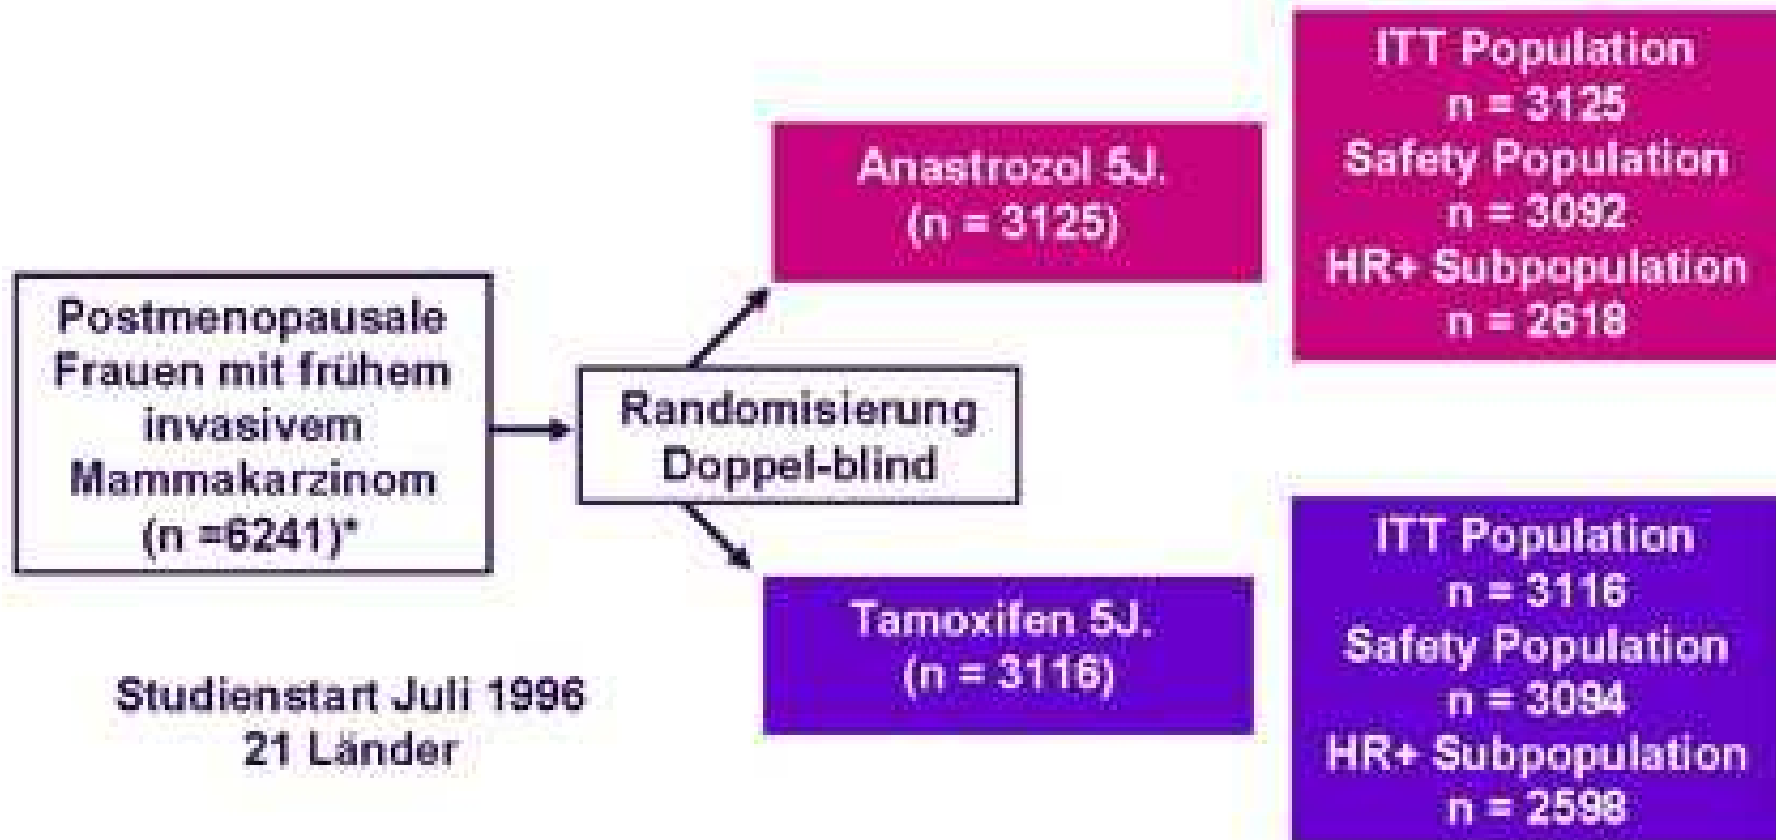 Postmenopausale
Frauen mit frühem
invasivem
Mammakarzinom
(n =6241)*
Studienstart Juli 1996
21 Länder
Randomisierung
Doppel-blind
Anastrozol 5J.
(n = 3125)
Tamoxifen 5J.
(n = 3116)
ITT Population
n = 3125
Safety Population
n = 3092
HR+ Subpopulation
n = 2618
ITT Population
n = 3116
Safety Population
n = 3094
HR+ Subpopulation
n = 2598